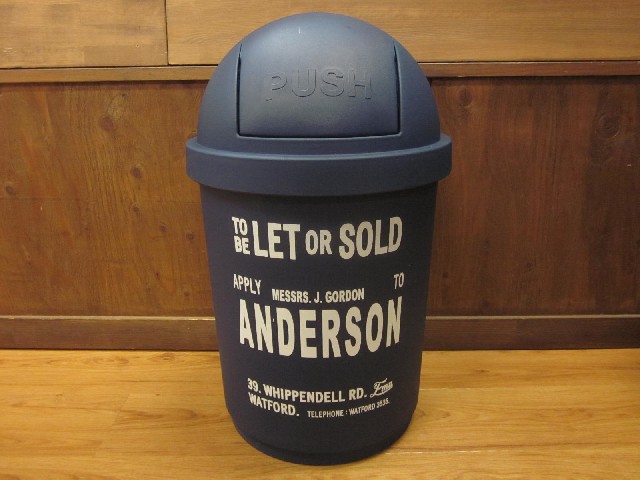 PUSH
TO BE LET OR SOLD
APPLY TO
MESSRS. J. GORDON
ANDERSON
39. WHIPPENDELL RD.
WATFORD. TELEPHONE : WATFORD 3535.